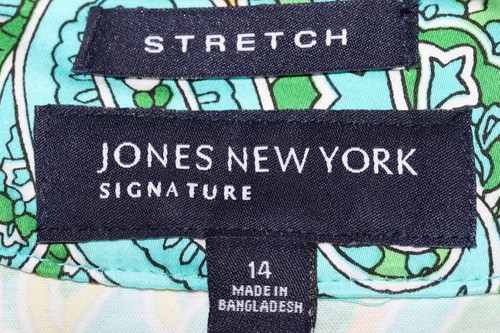 STRETCH
JONES NEW YORK
SIGNATURE
14
MADE IN
BANGLADESH